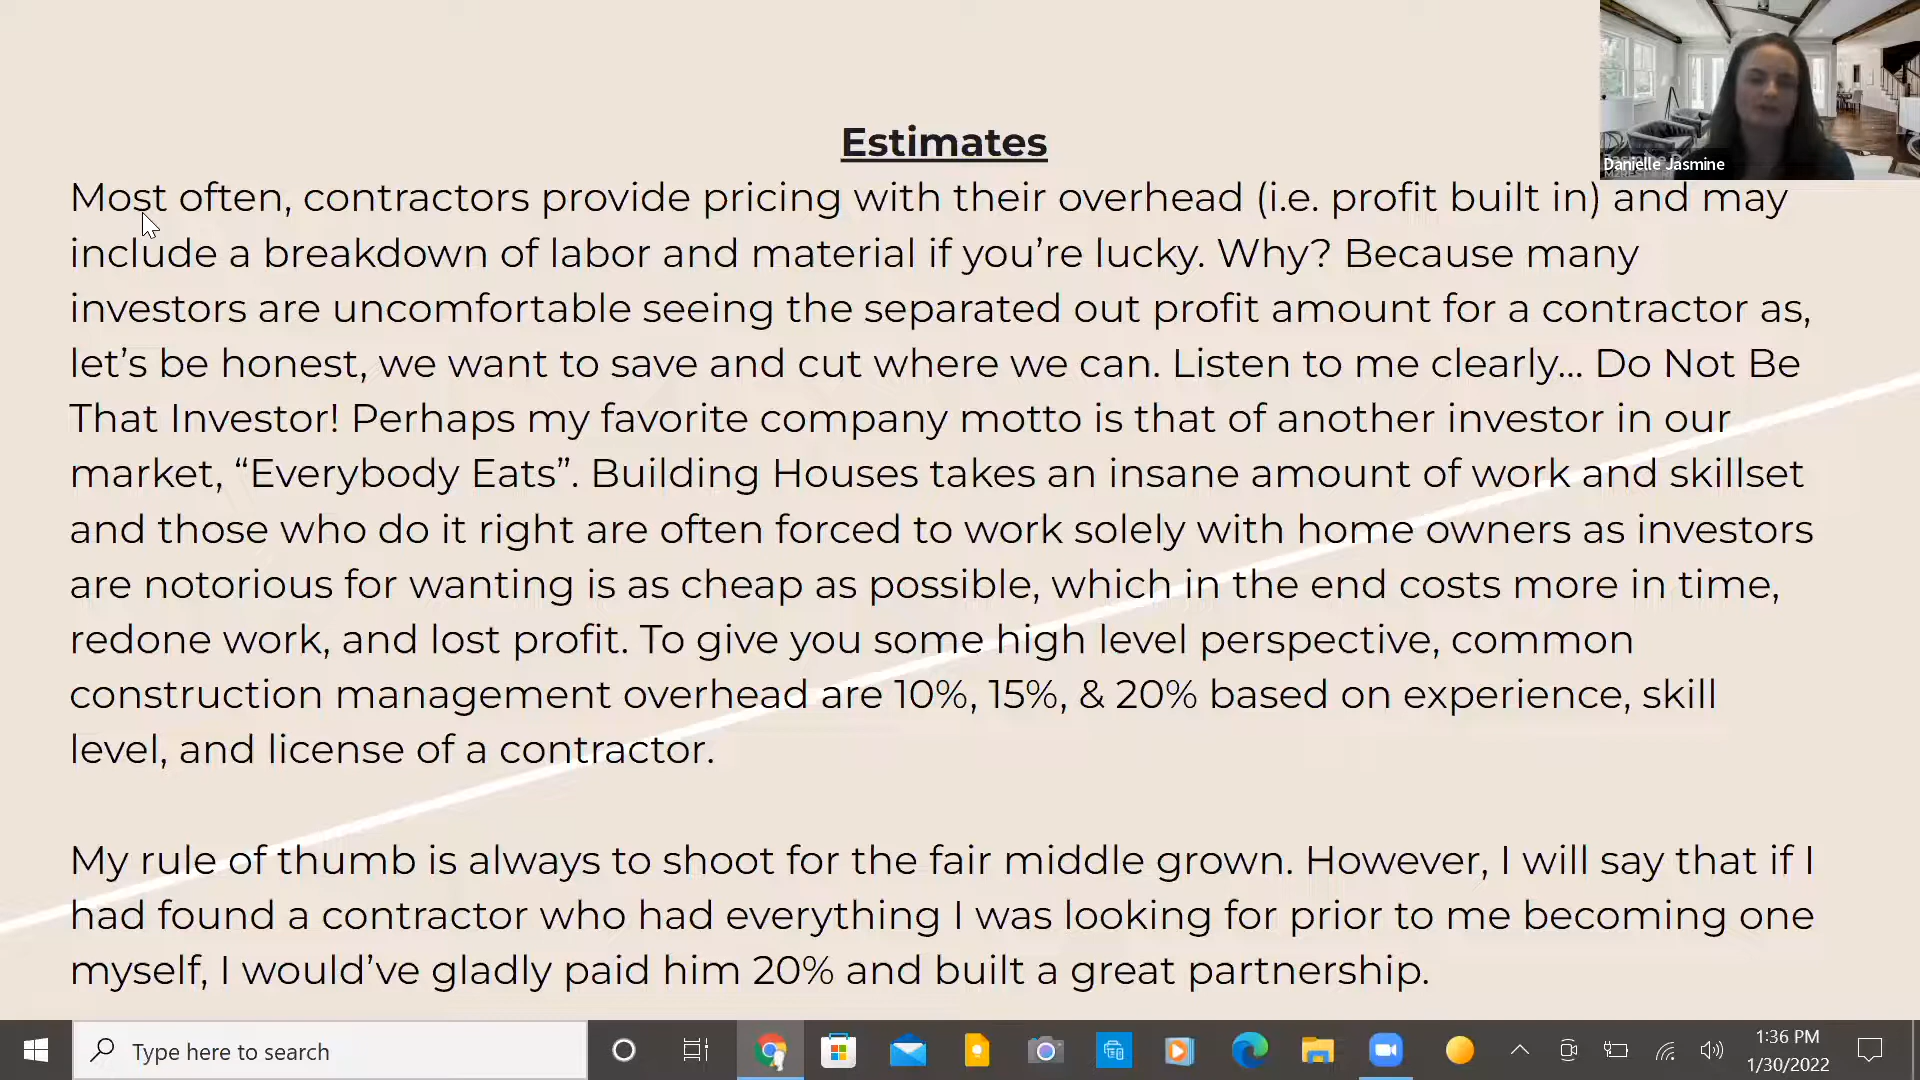 Danielle Jasmine
Estimates
Most often, contractors provide pricing with their overhead (i.e. profit built in) and may
include a breakdown of labor and material if you’re lucky. Why? Because many
investors are uncomfortable seeing the separated out profit amount for a contractor as,
let’s be honest, we want to save and cut where we can. Listen to me clearly... Do Not Be
That Investor! Perhaps my favorite company motto is that of another investor in our
market, “Everybody Eats”. Building Houses takes an insane amount of work and skillset
and those who do it right are often forced to work solely with home owners as investors
are notorious for wanting is as cheap as possible, which in the end costs more in time,
redone work, and lost profit. To give you some high level perspective, common
construction management overhead are 10%, 15%, & 20% based on experience, skill
level, and license of a contractor.
My rule of thumb is always to shoot for the fair middle grown. However, I will say that if I
had found a contractor who had everything I was looking for prior to me becoming one
myself, I would’ve gladly paid him 20% and built a great partnership.
Type here to search
1:36 PM
1/30/2022